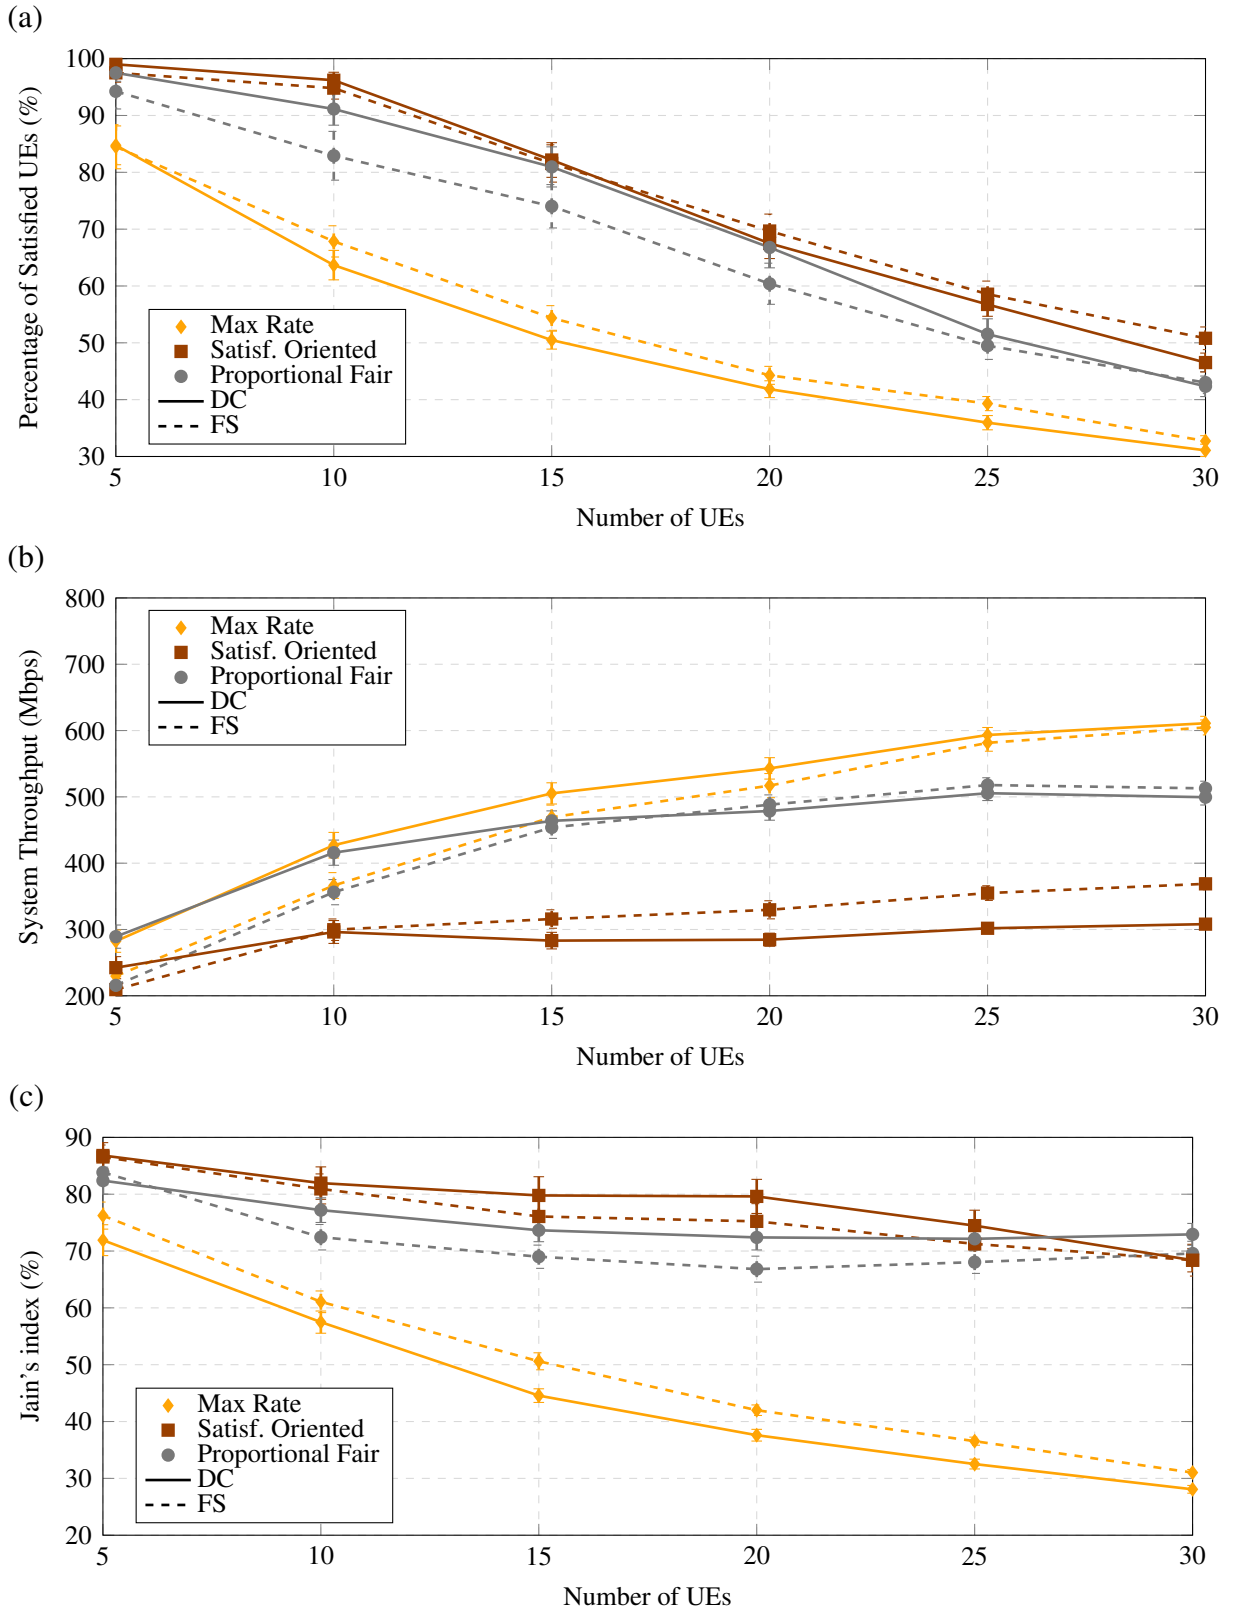 (a)
100
90
80
70
60
50
40
30
Percentage of Satisfied UEs (%)
Max Rate
Satisf. Oriented
Proportional Fair
DC
FS
5 10 15 20 25 30
Number of UEs
(b)
800
700
600
500
400
300
200
System Throughput (Mbps)
Max Rate
Satisf. Oriented
Proportional Fair
DC
FS
5 10 15 20 25 30
Number of UEs
(c)
90
80
70
60
50
40
30
20
Jain's index (%)
Max Rate
Satisf. Oriented
Proportional Fair
DC
FS
5 10 15 20 25 30
Number of UEs